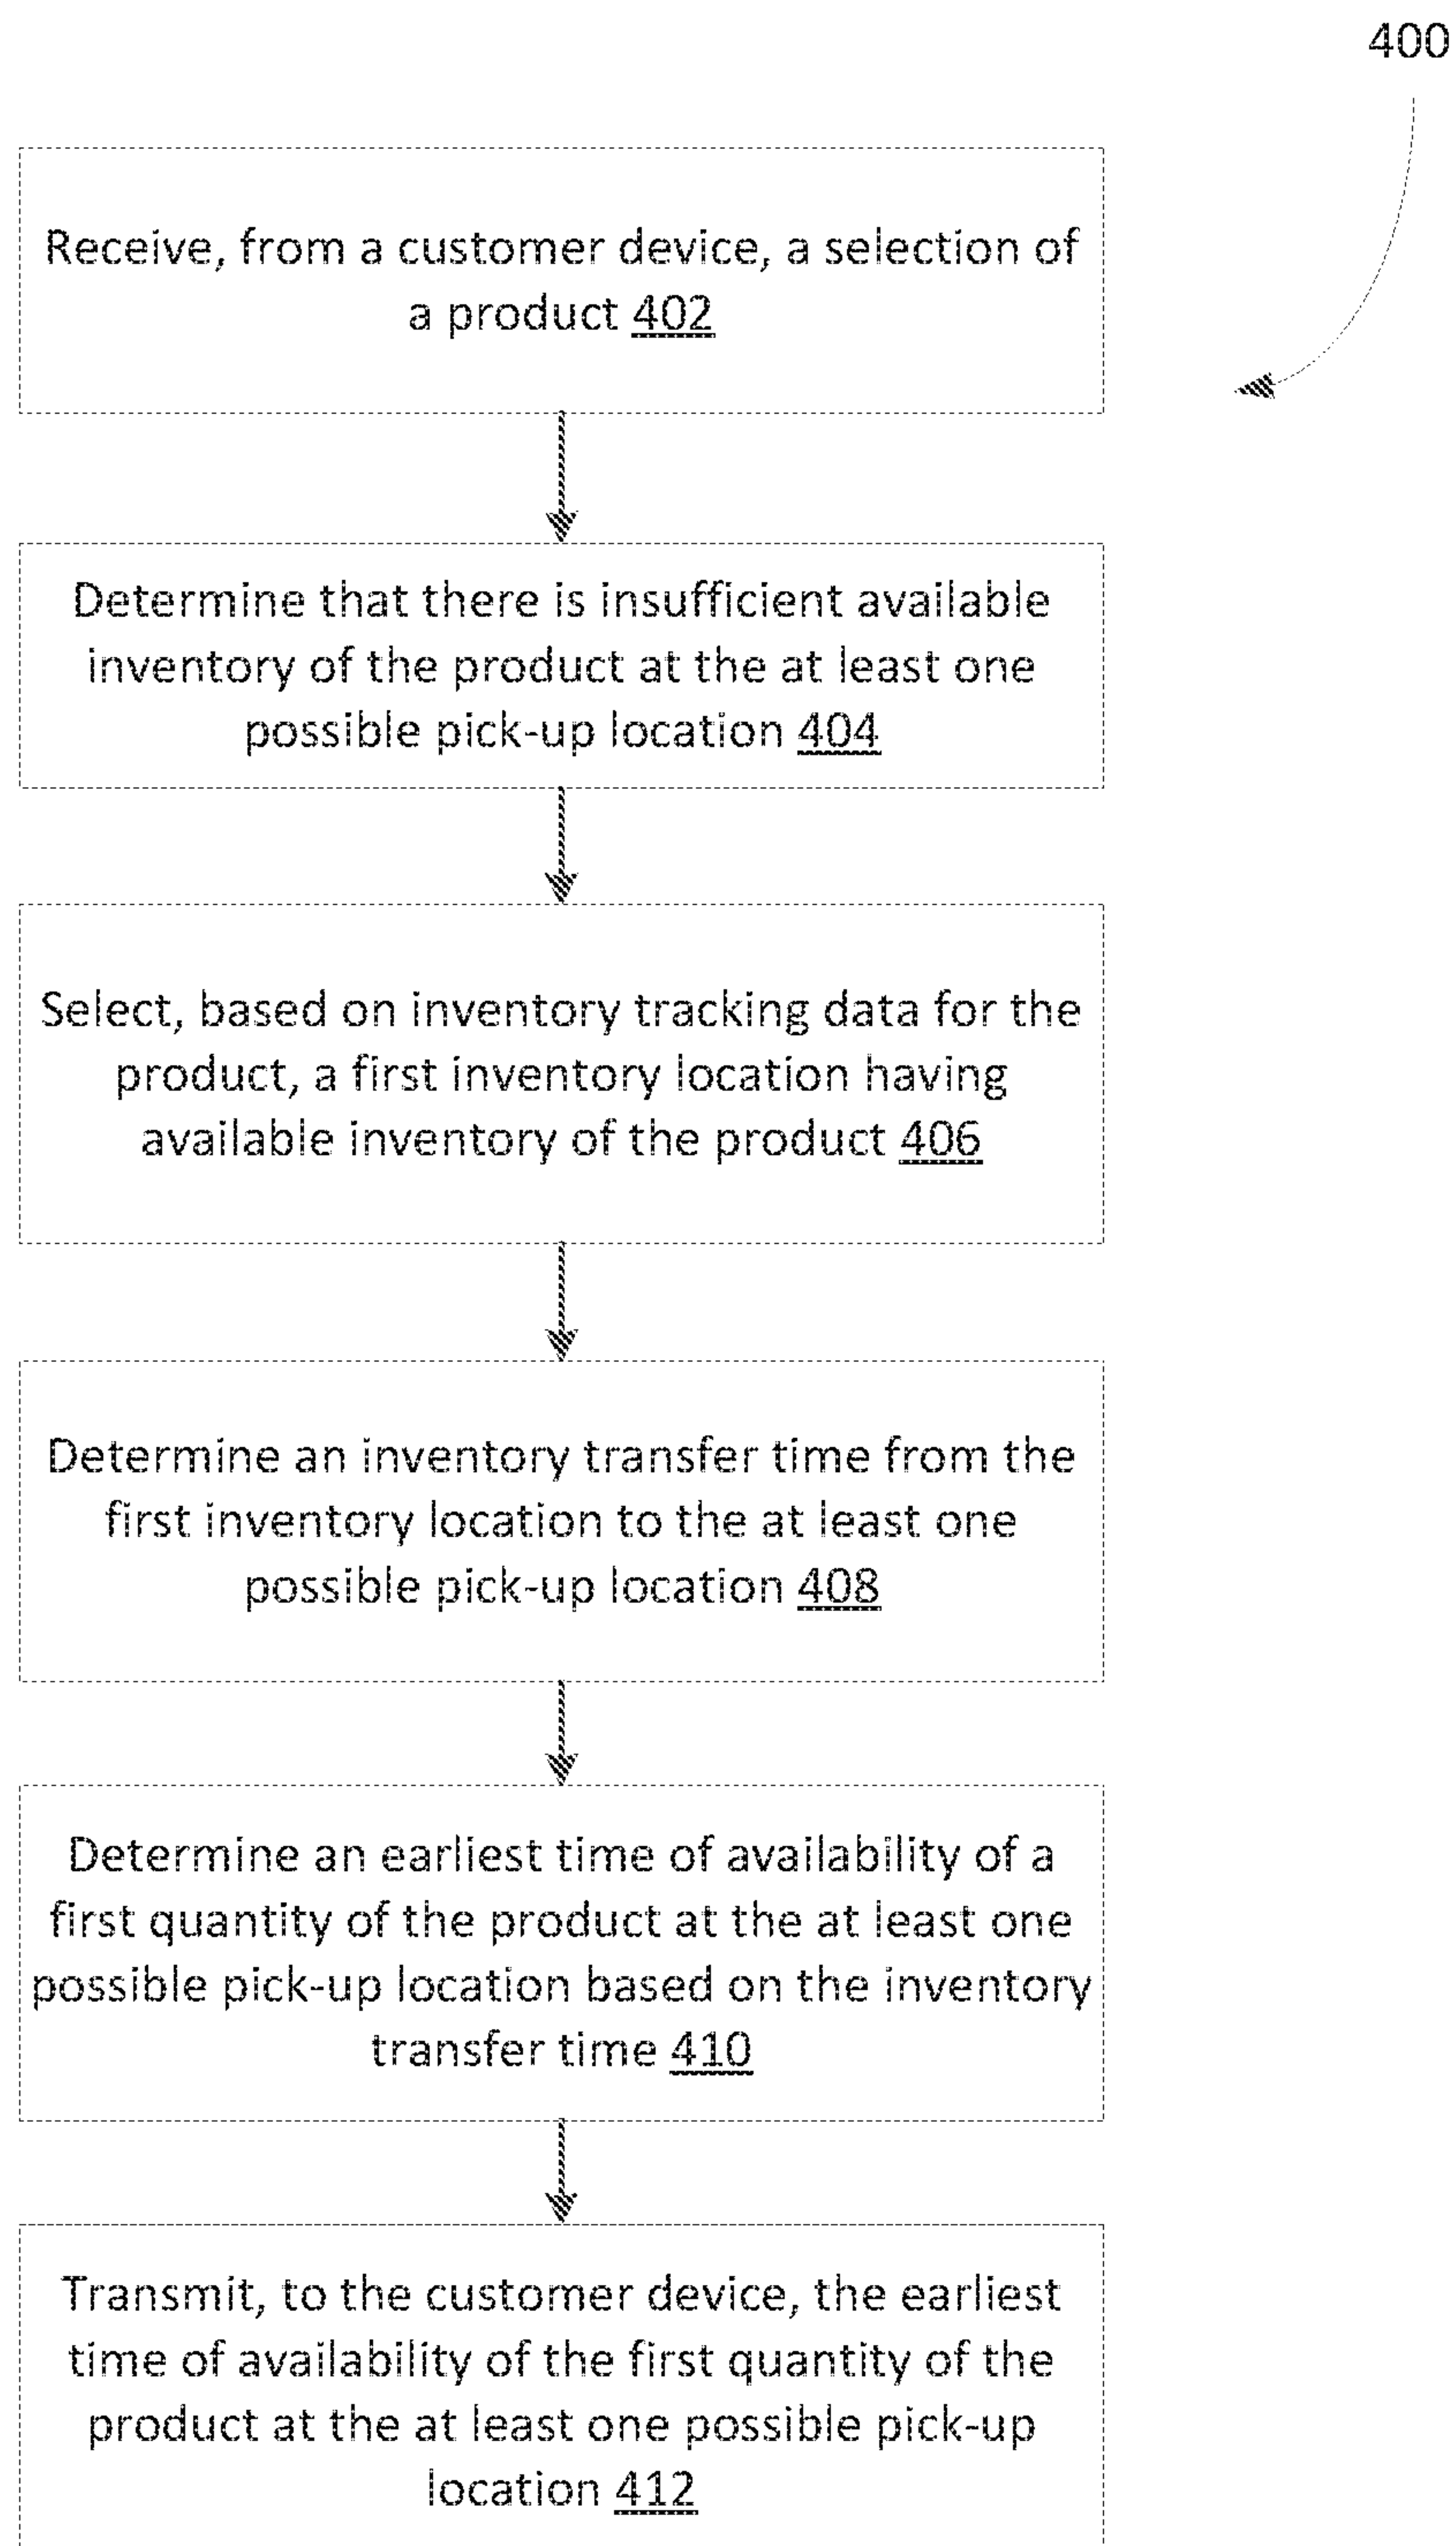 400
Receive, from a customer device, a selection of
a product 402
Determine that there is insufficient available
inventory of the product at the at least one
possible pick-up location 404
Select, based on inventory tracking data for the
product, a first inventory location having
available inventory of the product 406
Determine an inventory transfer time from the
first inventory location to the at least one
possible pick-up location 408
Determine an earliest time of availability of a
first quantity of the product at the at least one
possible pick-up location based on the inventory
transfer time 410
Transmit, to the customer device, the earliest
time of availability of the first quantity of the
product at the at least one possible pick-up
location 412